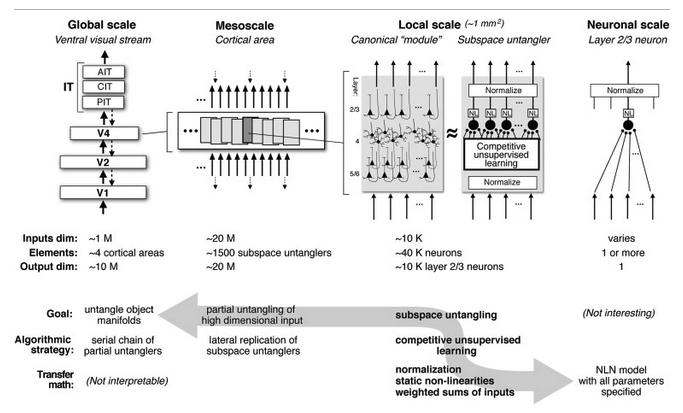 Global scale
Ventral visual stream
Mesoscale
Cortical area
Local scale (~1 mm²)
Canonical “module”
Subspace untangler
Neuronal scale
Layer 2/3 neuron
IT
AIT
CIT
PIT
V4
V2
V1
...
...
...
Layer:
2/3
4
5/6
...
≈
...
Normalize
NL NL NL NL
Competitive
unsupervised
learning
Normalize
...
Normalize
...
NL
...
Inputs dim: ~1 M ~20 M ~10 K varies
Elements: ~4 cortical areas ~1500 subspace untanglers ~40 K neurons 1 or more
Output dim: ~10 M ~20 M ~10 K layer 2/3 neurons 1
Goal: untangle object manifolds
partial untangling of
high dimensional input
subspace untangling
(Not interesting)
Algorithmic
strategy:
serial chain of
partial untanglers
lateral replication of
subspace untanglers
competitive unsupervised
learning
Transfer
math:
(Not interpretable)
normalization
static non-linearities
weighted sums of inputs
NLN model
with all parameters
specified